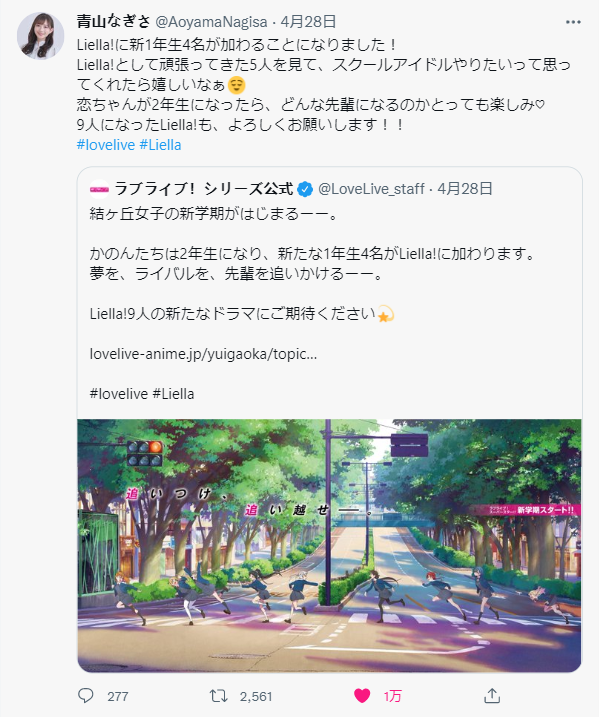 青山なぎさ @AoyamaNagisa · 4月28日
Liella!に新1年生4名が加わることになりました！
Liella!として頑張ってきた5人を見て、スクールアイドルやりたいって思っ
てくれたら嬉しいなぁ😌
恋ちゃんが2年生になったら、どんな先輩になるのかとっても楽しみ♡
9人になったLiella!も、よろしくお願いします！！
#lovelive #Liella
ラブライブ！シリーズ公式 @LoveLive_staff · 4月28日
結ヶ丘女子の新学期がはじまるーー。
かのんたちは2年生になり、新たな1年生4名がLiella!に加わります。
夢を、ライバルを、先輩を追いかけるーー。
Liella!9人の新たなドラマにご期待ください💫
lovelive-anime.jp/yuigaoka/topic...
#lovelive #Liella
追いつけ、
追い越せ──。
新学期スタート!!
277 2,561 1万